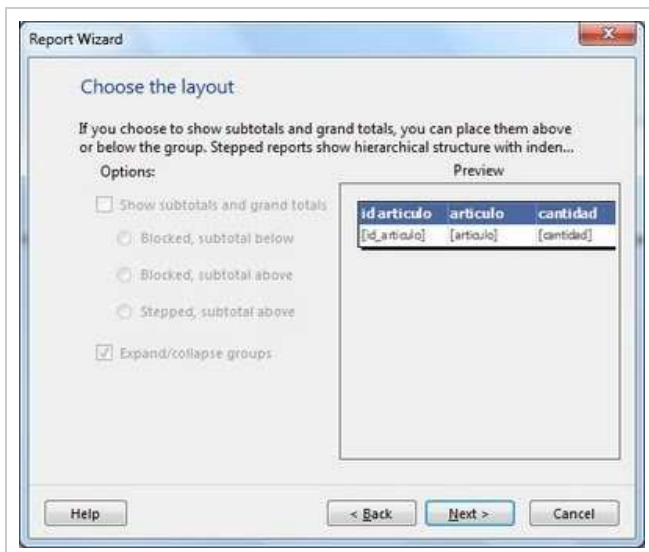 Report Wizard
Choose the layout
If you choose to show subtotals and grand totals, you can place them above
or below the group. Stepped reports show hierarchical structure with inden...
Options:
Preview
Show subtotals and grand totals
Blocked, subtotal below
Blocked, subtotal above
Stepped, subtotal above
Expand/collapse groups
id articulo articulo cantidad
[id_articulo] [articulo] [cantidad]
Help < Back Next > Cancel